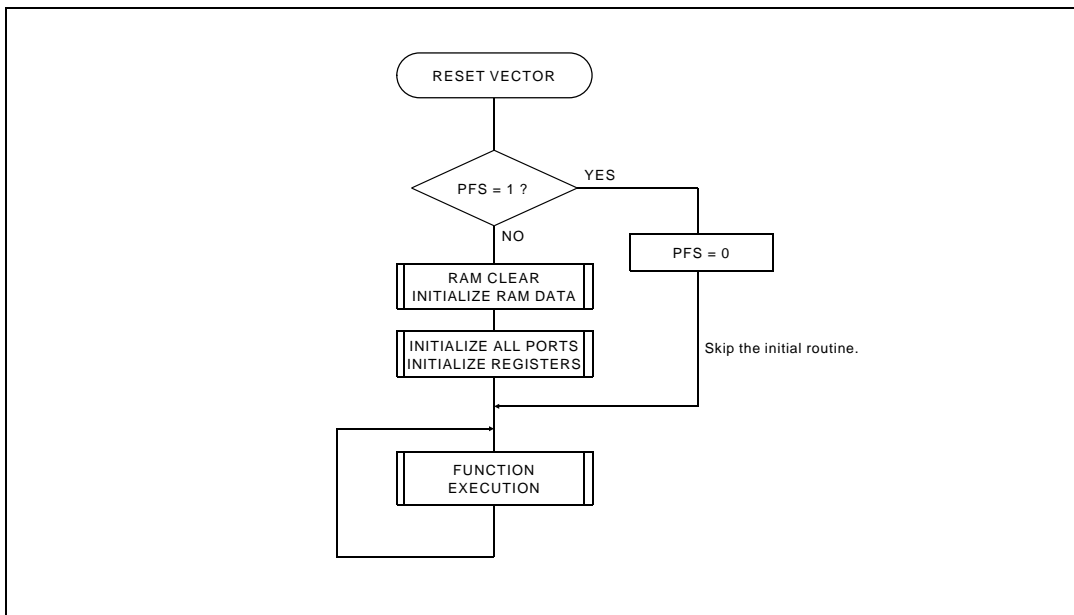 RESET VECTOR
PFS = 1 ?
YES
NO
PFS = 0
RAM CLEAR
INITIALIZE RAM DATA
INITIALIZE ALL PORTS
INITIALIZE REGISTERS
Skip the initial routine.
FUNCTION
EXECUTION